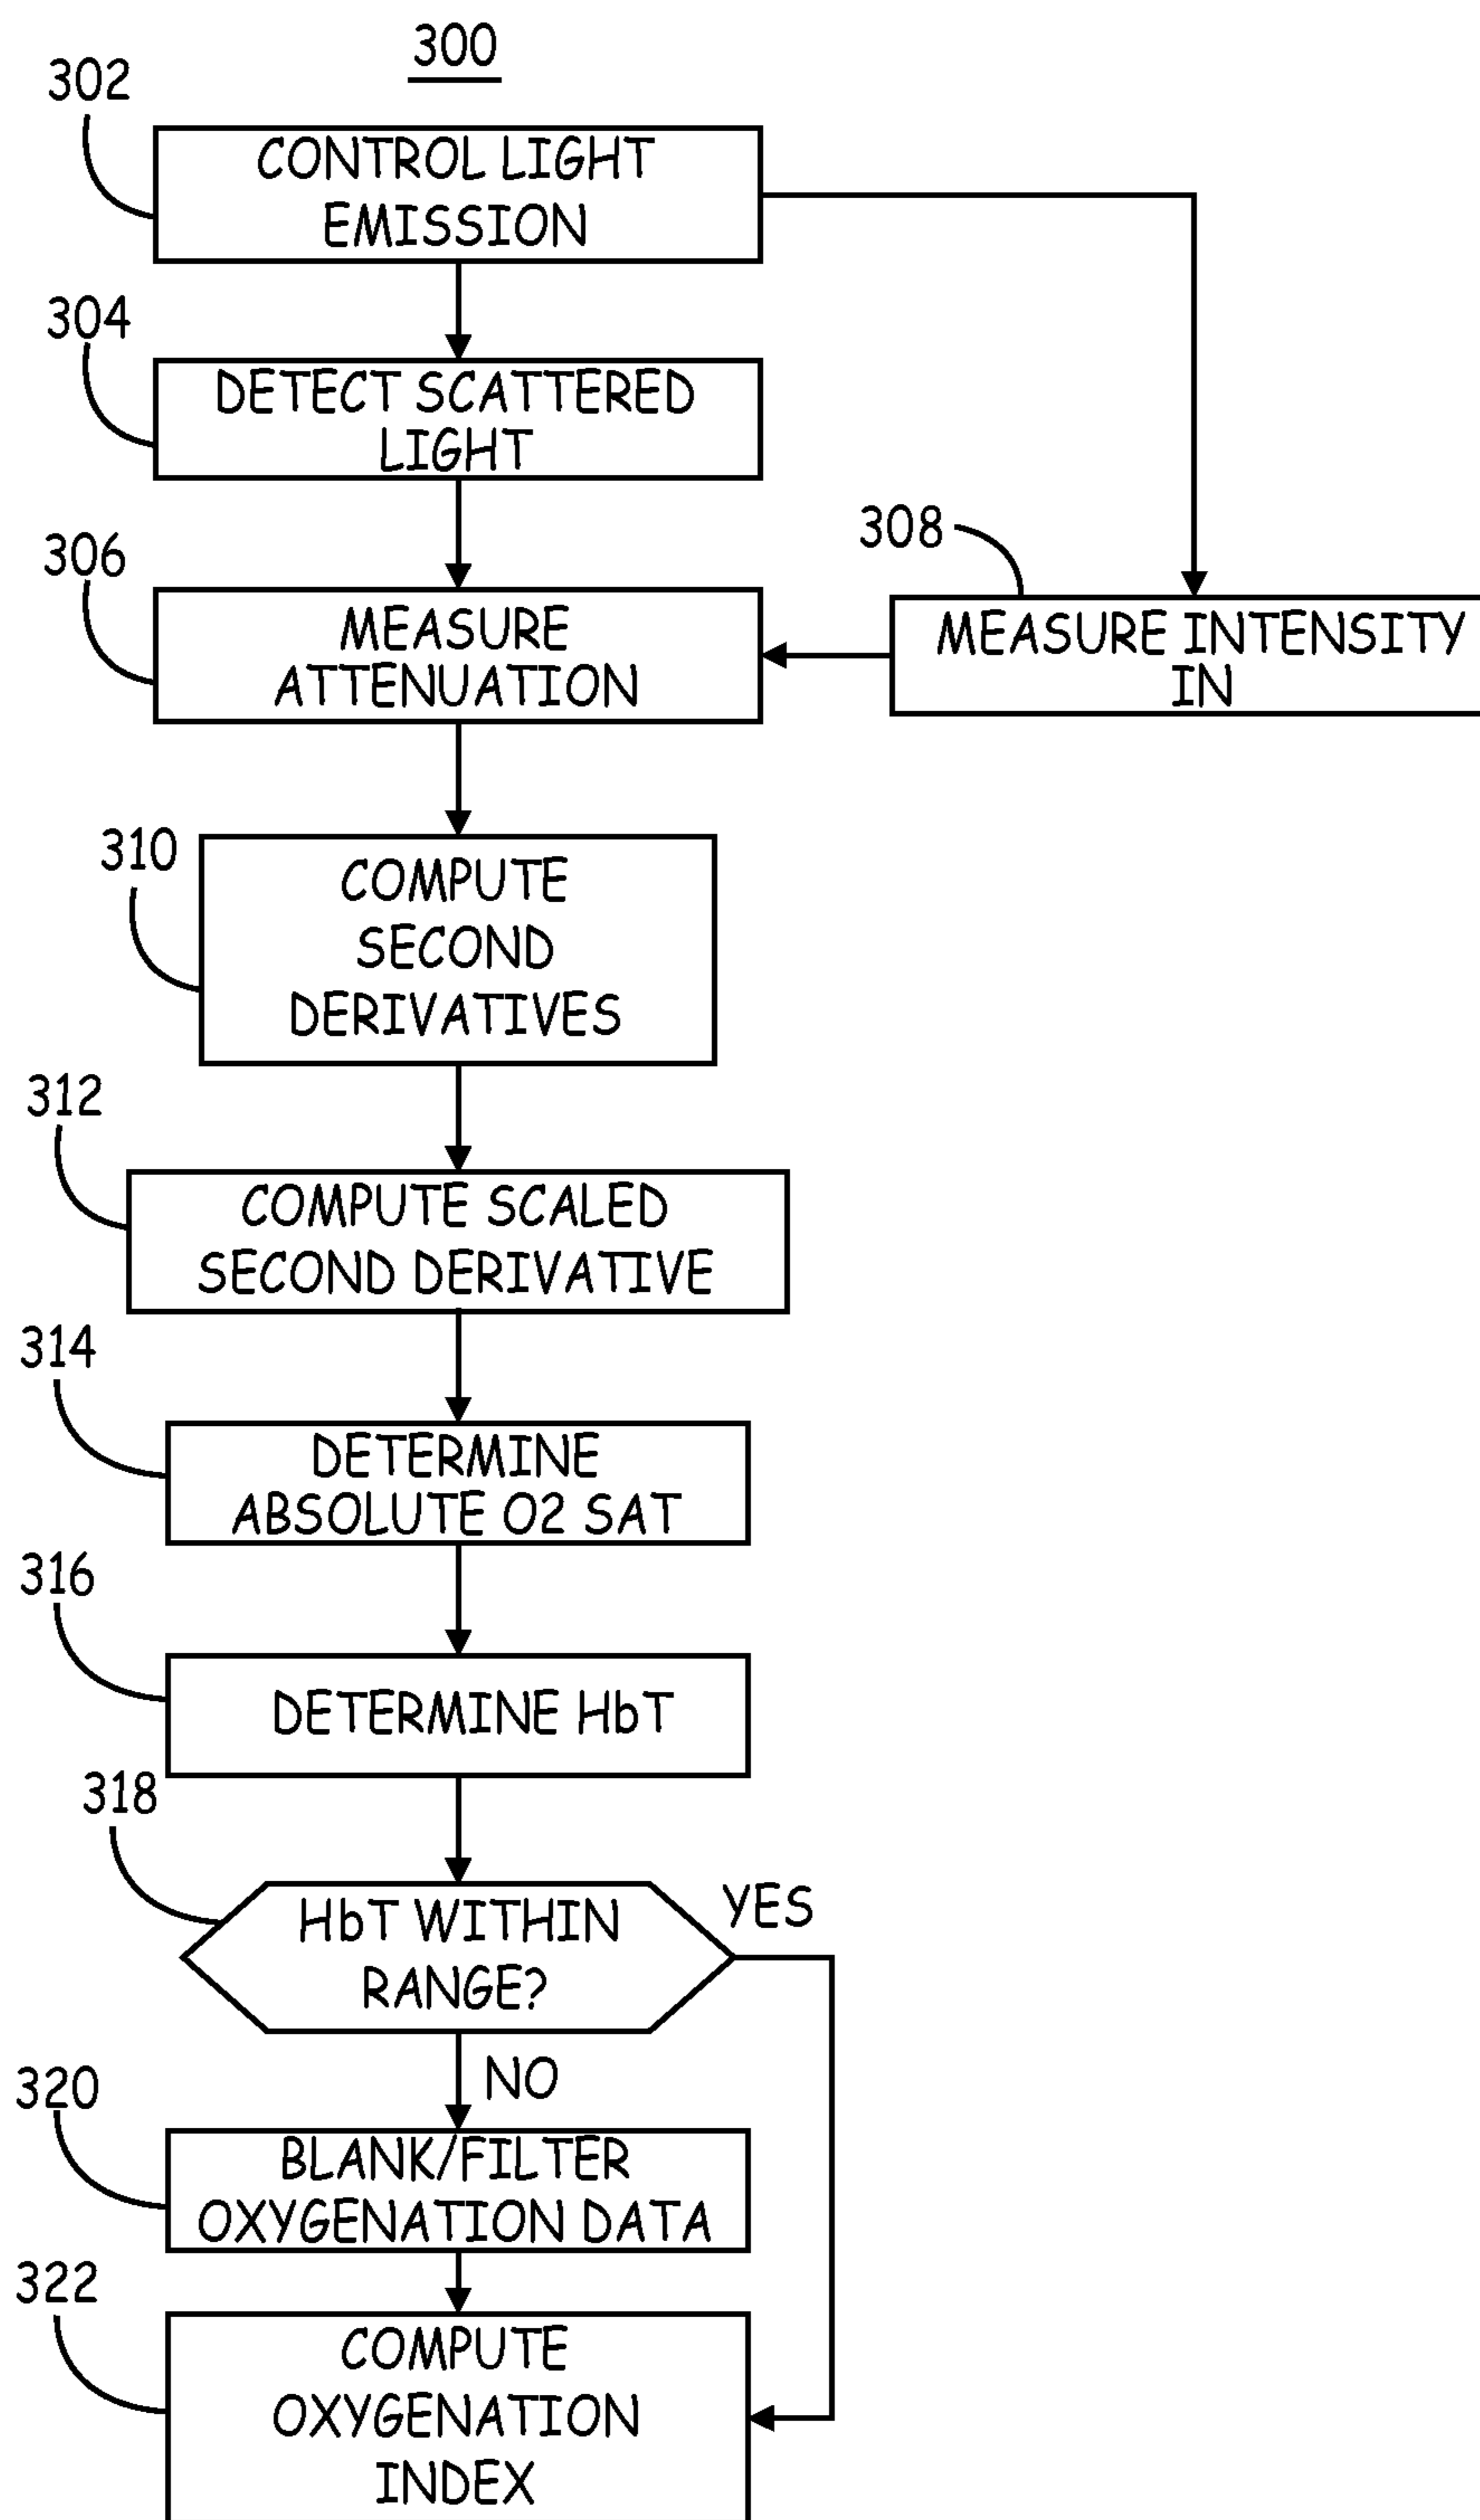 300
302
CONTROL LIGHT
EMISSION
304
DETECT SCATTERED
LIGHT
306
MEASURE
ATTENUATION
308
MEASURE INTENSITY
IN
310
COMPUTE
SECOND
DERIVATIVES
312
COMPUTE SCALED
SECOND DERIVATIVE
314
DETERMINE
ABSOLUTE O2 SAT
316
DETERMINE HbT
318
HbT WITHIN
RANGE?
YES
NO
320
BLANK/FILTER
OXYGENATION DATA
322
COMPUTE
OXYGENATION
INDEX